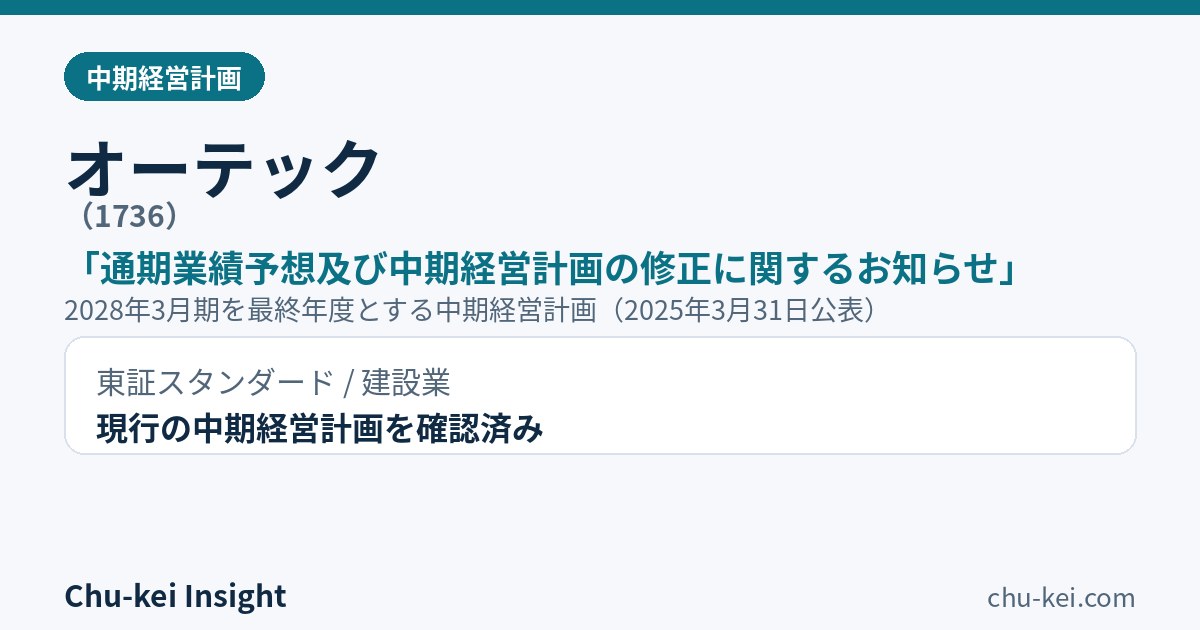 中期経営計画
オーテック
（1736）
「通期業績予想及び中期経営計画の修正に関するお知らせ」
2028年3月期を最終年度とする中期経営計画（2025年3月31日公表）
東証スタンダード / 建設業
現行の中期経営計画を確認済み
Chu-kei Insight
chu-kei.com